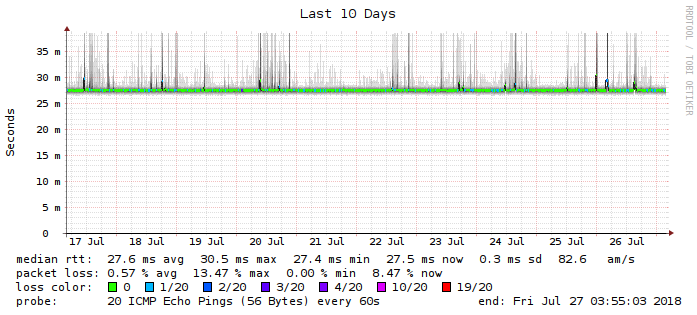 Last 10 Days
RRDTOOL / TOBI OETIKER
Seconds
35 m
30 m
25 m
20 m
15 m
10 m
5 m
0
17 Jul 18 Jul 19 Jul 20 Jul 21 Jul 22 Jul 23 Jul 24 Jul 25 Jul 26 Jul
median rtt: 27.6 ms avg 30.5 ms max 27.4 ms min 27.5 ms now 0.3 ms sd 82.6 am/s
packet loss: 0.57 % avg 13.47 % max 0.00 % min 8.47 % now
loss color: 0 1/20 2/20 3/20 4/20 10/20 19/20
probe: 20 ICMP Echo Pings (56 Bytes) every 60s end: Fri Jul 27 03:55:03 2018